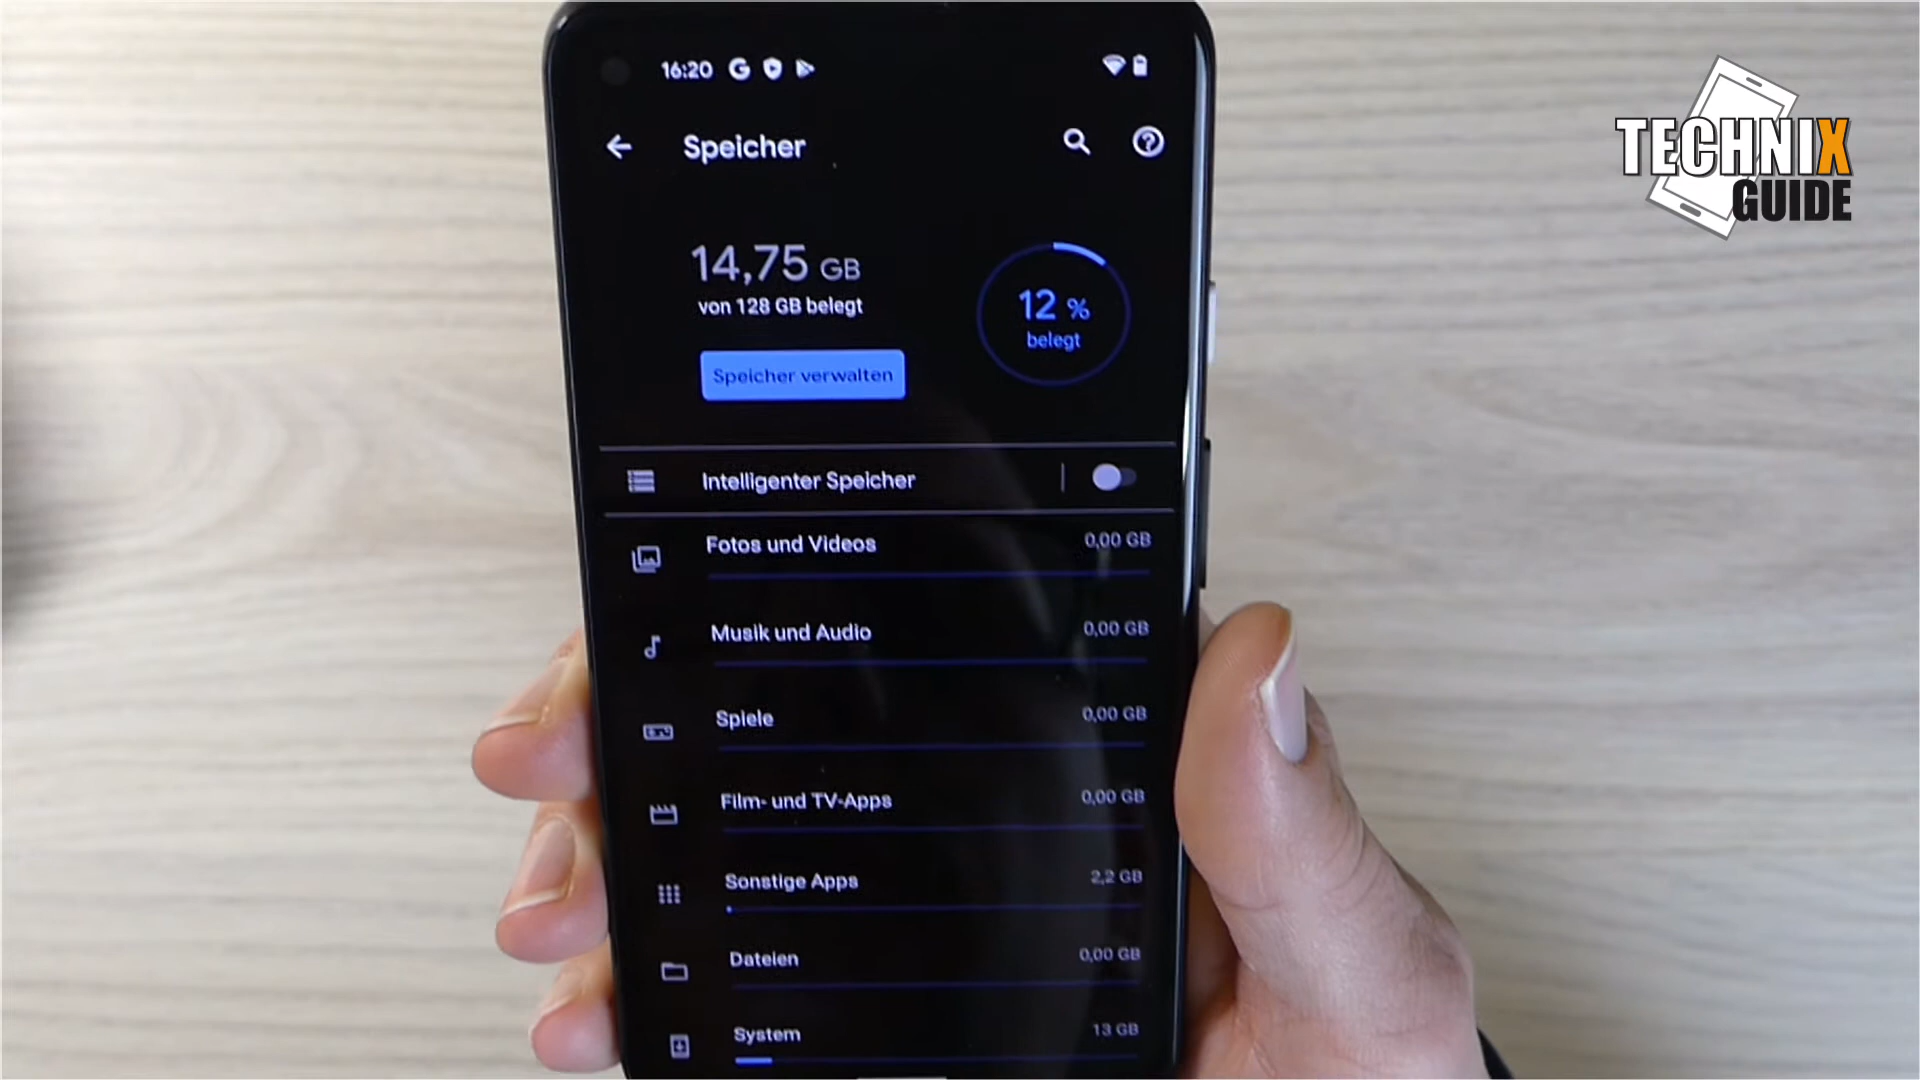 16:20
TECHNIX
GUIDE
Speicher
14,75 GB
von 128 GB belegt
12 %
belegt
Speicher verwalten
Intelligenter Speicher
Fotos und Videos 0,00 GB
Musik und Audio 0,00 GB
Spiele 0,00 GB
Film- und TV-Apps 0,00 GB
Sonstige Apps 2,2 GB
Dateien 0,00 GB
System 13 GB